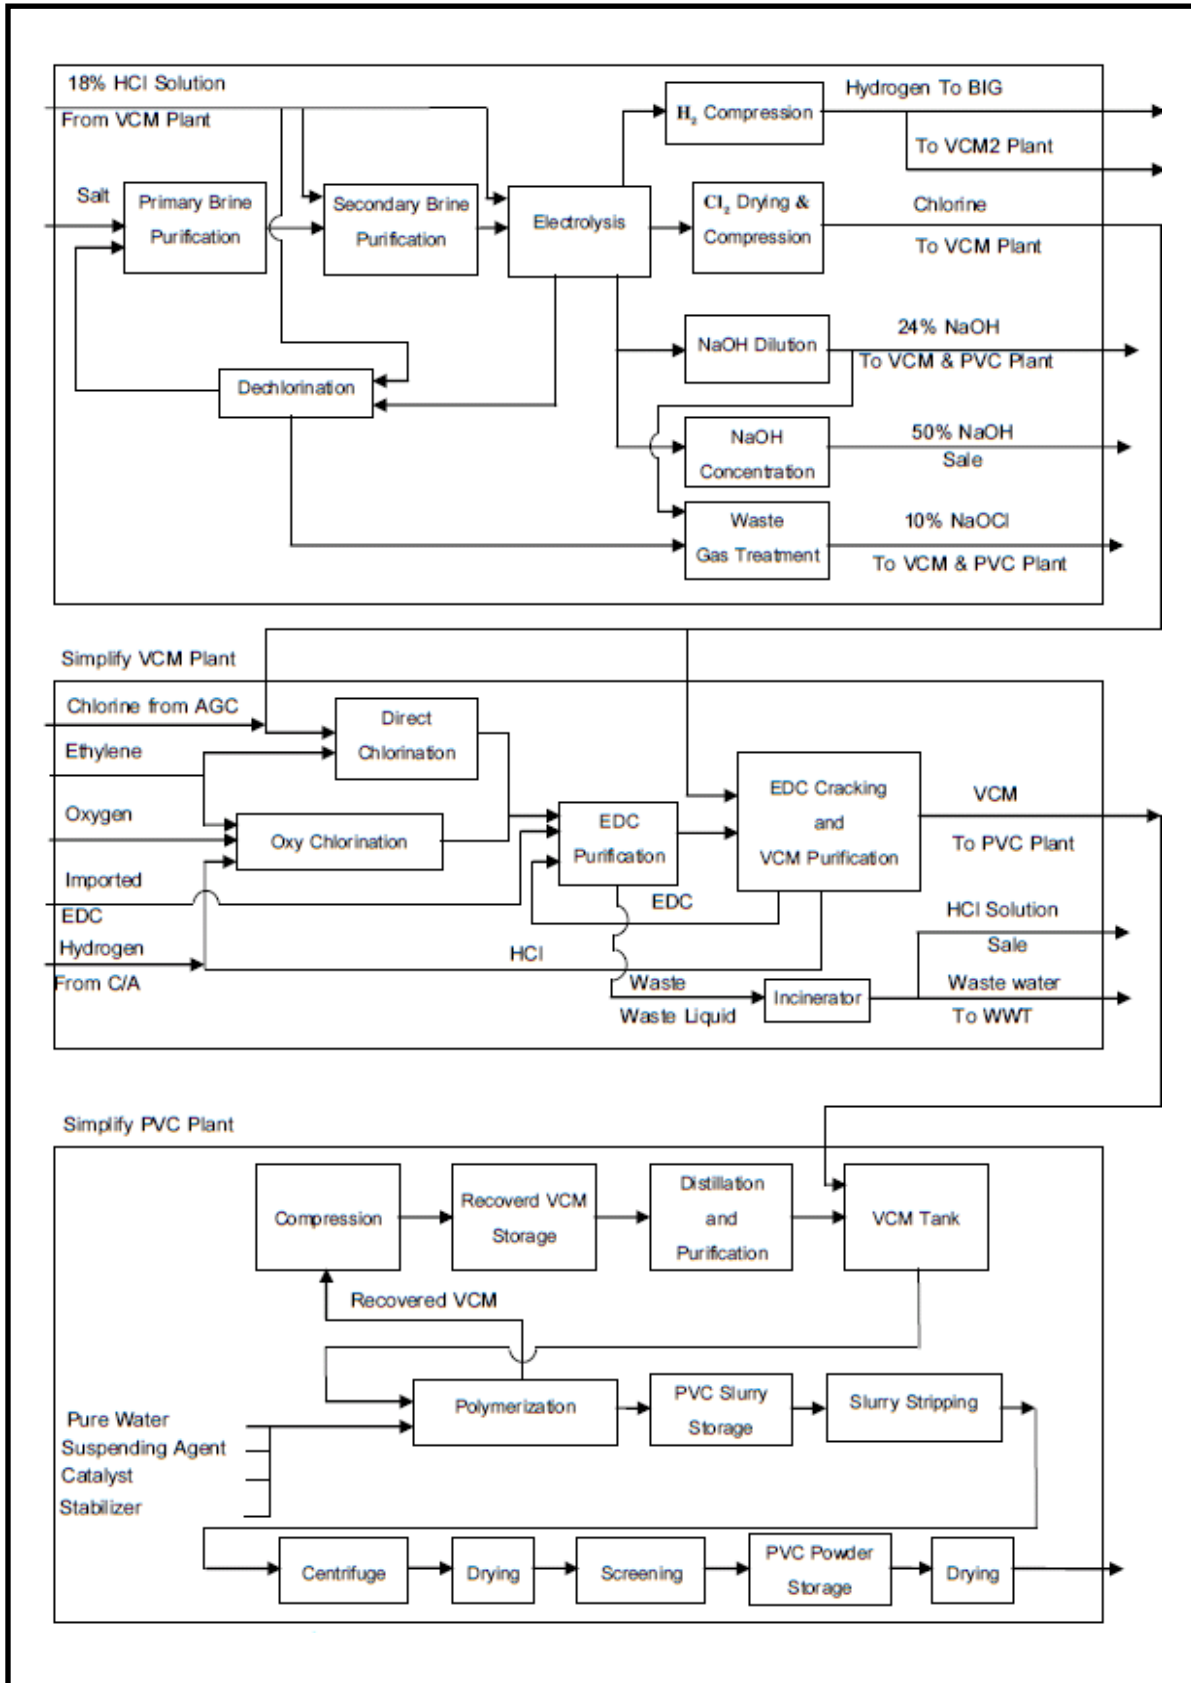 18% HCl Solution
From VCM Plant
Hydrogen To BIG
H2 Compression
To VCM2 Plant
Salt
Primary Brine
Purification
Secondary Brine
Purification
Electrolysis
Cl2 Drying &
Compression
Chlorine
To VCM Plant
NaOH Dilution
24% NaOH
To VCM & PVC Plant
Dechlorination
NaOH
Concentration
50% NaOH
Sale
Waste
Gas Treatment
10% NaOCl
To VCM & PVC Plant
Simplify VCM Plant
Chlorine from AGC
Ethylene
Oxygen
Imported
EDC
Hydrogen
From C/A
Direct
Chlorination
Oxy Chlorination
EDC
Purification
EDC Cracking
and
VCM Purification
VCM
To PVC Plant
EDC
HCl
HCl Solution
Sale
Waste
Waste Liquid
Incinerator
Waste water
To WWT
Simplify PVC Plant
Compression
Recoverd VCM
Storage
Distillation
and
Purification
VCM Tank
Recovered VCM
Polymerization
PVC Slurry
Storage
Slurry Stripping
Pure Water
Suspending Agent
Catalyst
Stabilizer
Centrifuge
Drying
Screening
PVC Powder
Storage
Drying